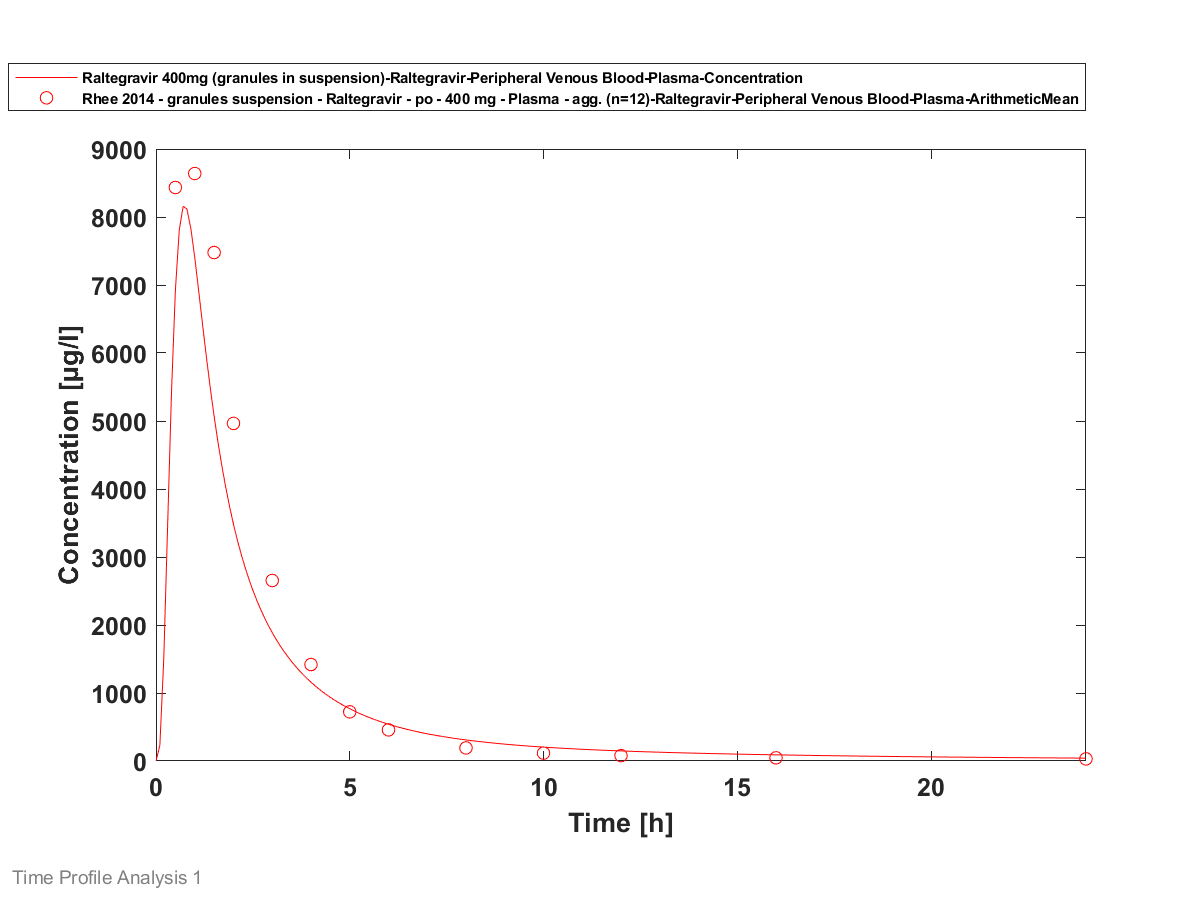 Raltegravir 400mg (granules in suspension)-Raltegravir-Peripheral Venous Blood-Plasma-Concentration
Rhee 2014 - granules suspension - Raltegravir - po - 400 mg - Plasma - agg. (n=12)-Raltegravir-Peripheral Venous Blood-Plasma-ArithmeticMean
9000
8000
7000
6000
5000
4000
3000
2000
1000
0
Concentration [µg/l]
0 5 10 15 20
Time [h]
Time Profile Analysis 1